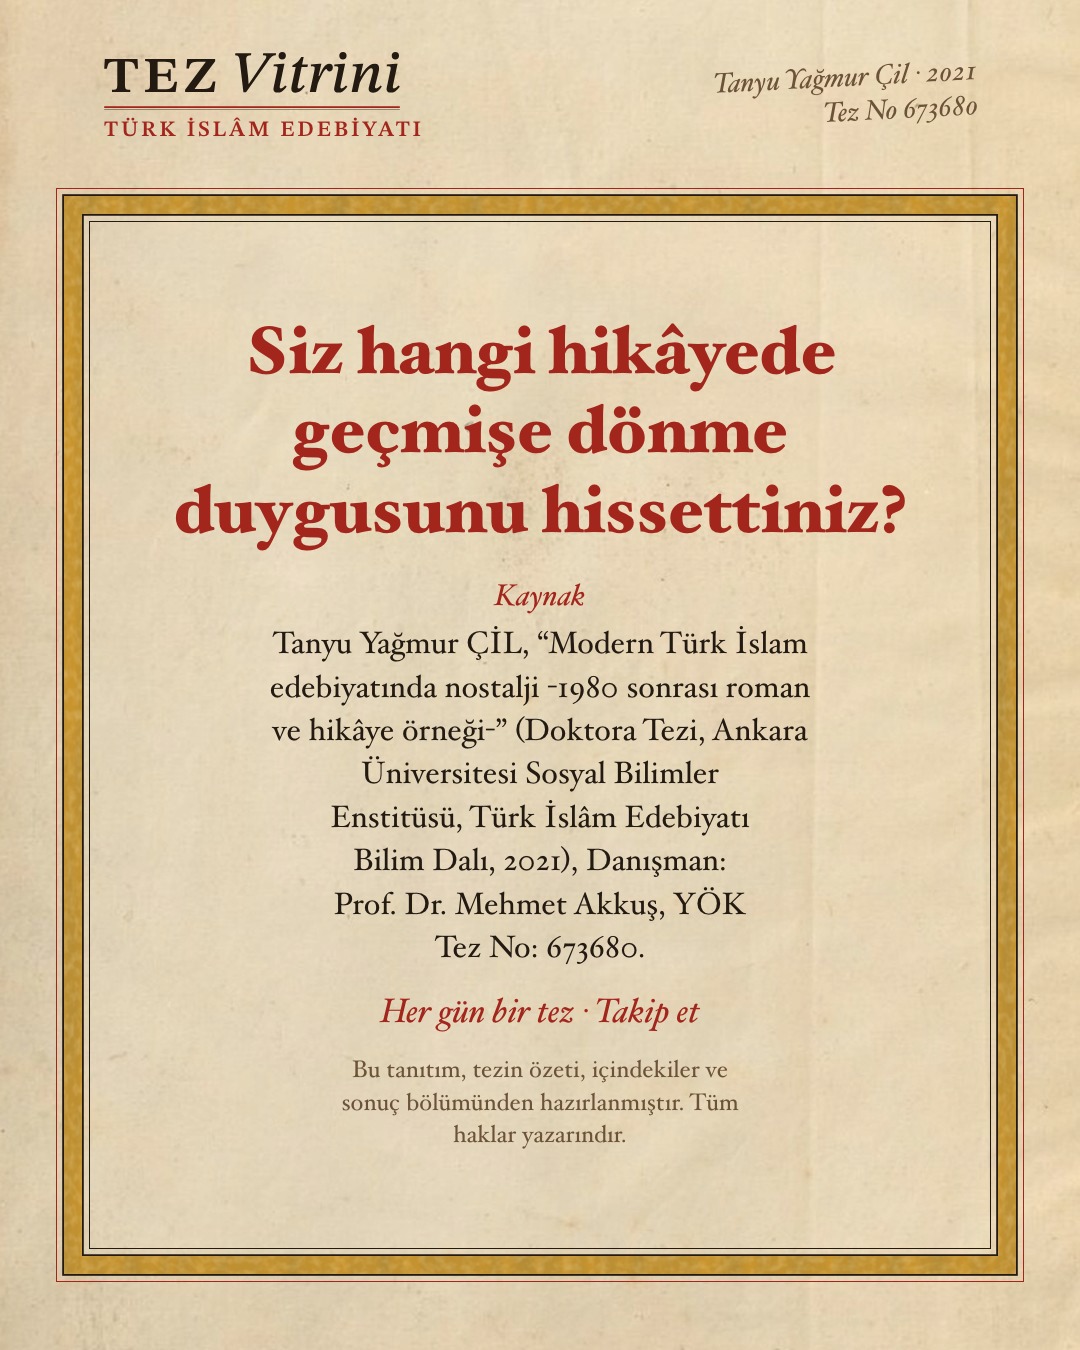 TEZ Vitrini
TÜRK İSLÂM EDEBİYATI
Tanyu Yağmur Çil · 2021
Tez No 673680
Siz hangi hikâyede
geçmişe dönme
duygusunu hissettiniz?
Kaynak
Tanyu Yağmur ÇİL, “Modern Türk İslam
edebiyatında nostalji -1980 sonrası roman
ve hikâye örneği-” (Doktora Tezi, Ankara
Üniversitesi Sosyal Bilimler
Enstitüsü, Türk İslâm Edebiyatı
Bilim Dalı, 2021), Danışman:
Prof. Dr. Mehmet Akkuş, YÖK
Tez No: 673680.
Her gün bir tez · Takip et
Bu tanıtım, tezin özeti, içindekiler ve
sonuç bölümünden hazırlanmıştır. Tüm
haklar yazarındır.